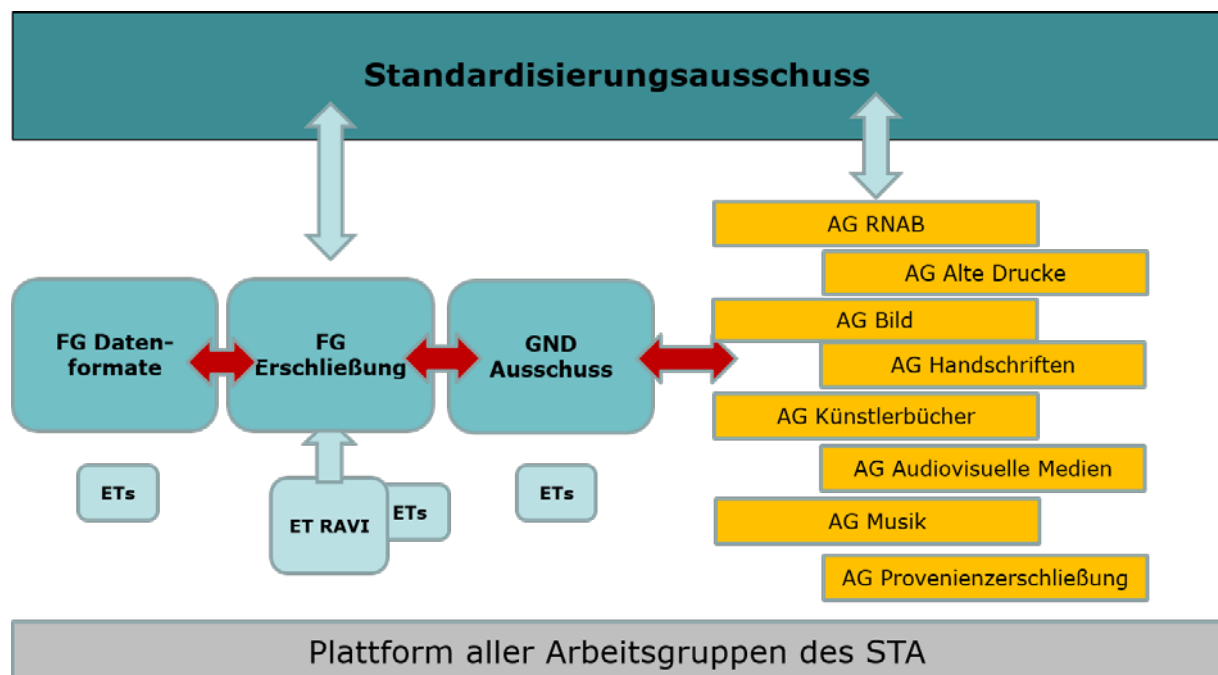 Standardisierungsausschuss
AG RNAB
AG Alte Drucke
AG Bild
AG Handschriften
AG Künstlerbücher
AG Audiovisuelle Medien
AG Musik
AG Provenienzerschließung
FG Daten-
formate
FG
Erschließung
GND
Ausschuss
ETs
ET RAVI
ETs
ETs
Plattform aller Arbeitsgruppen des STA